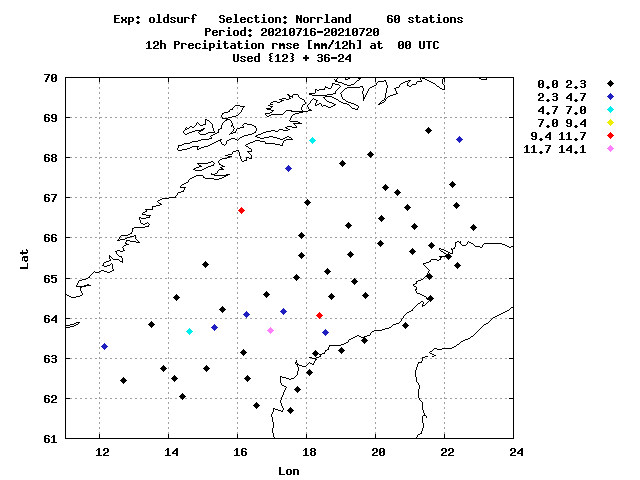 Exp: oldsurf Selection: Norrland 60 stations
Period: 20210716-20210720
12h Precipitation rmse [mm/12h] at 00 UTC
Used {12} + 36-24
70
69
68
67
66
65
64
63
62
61
Lat
12 14 16 18 20 22 24
Lon
0.0 2.3
2.3 4.7
4.7 7.0
7.0 9.4
9.4 11.7
11.7 14.1